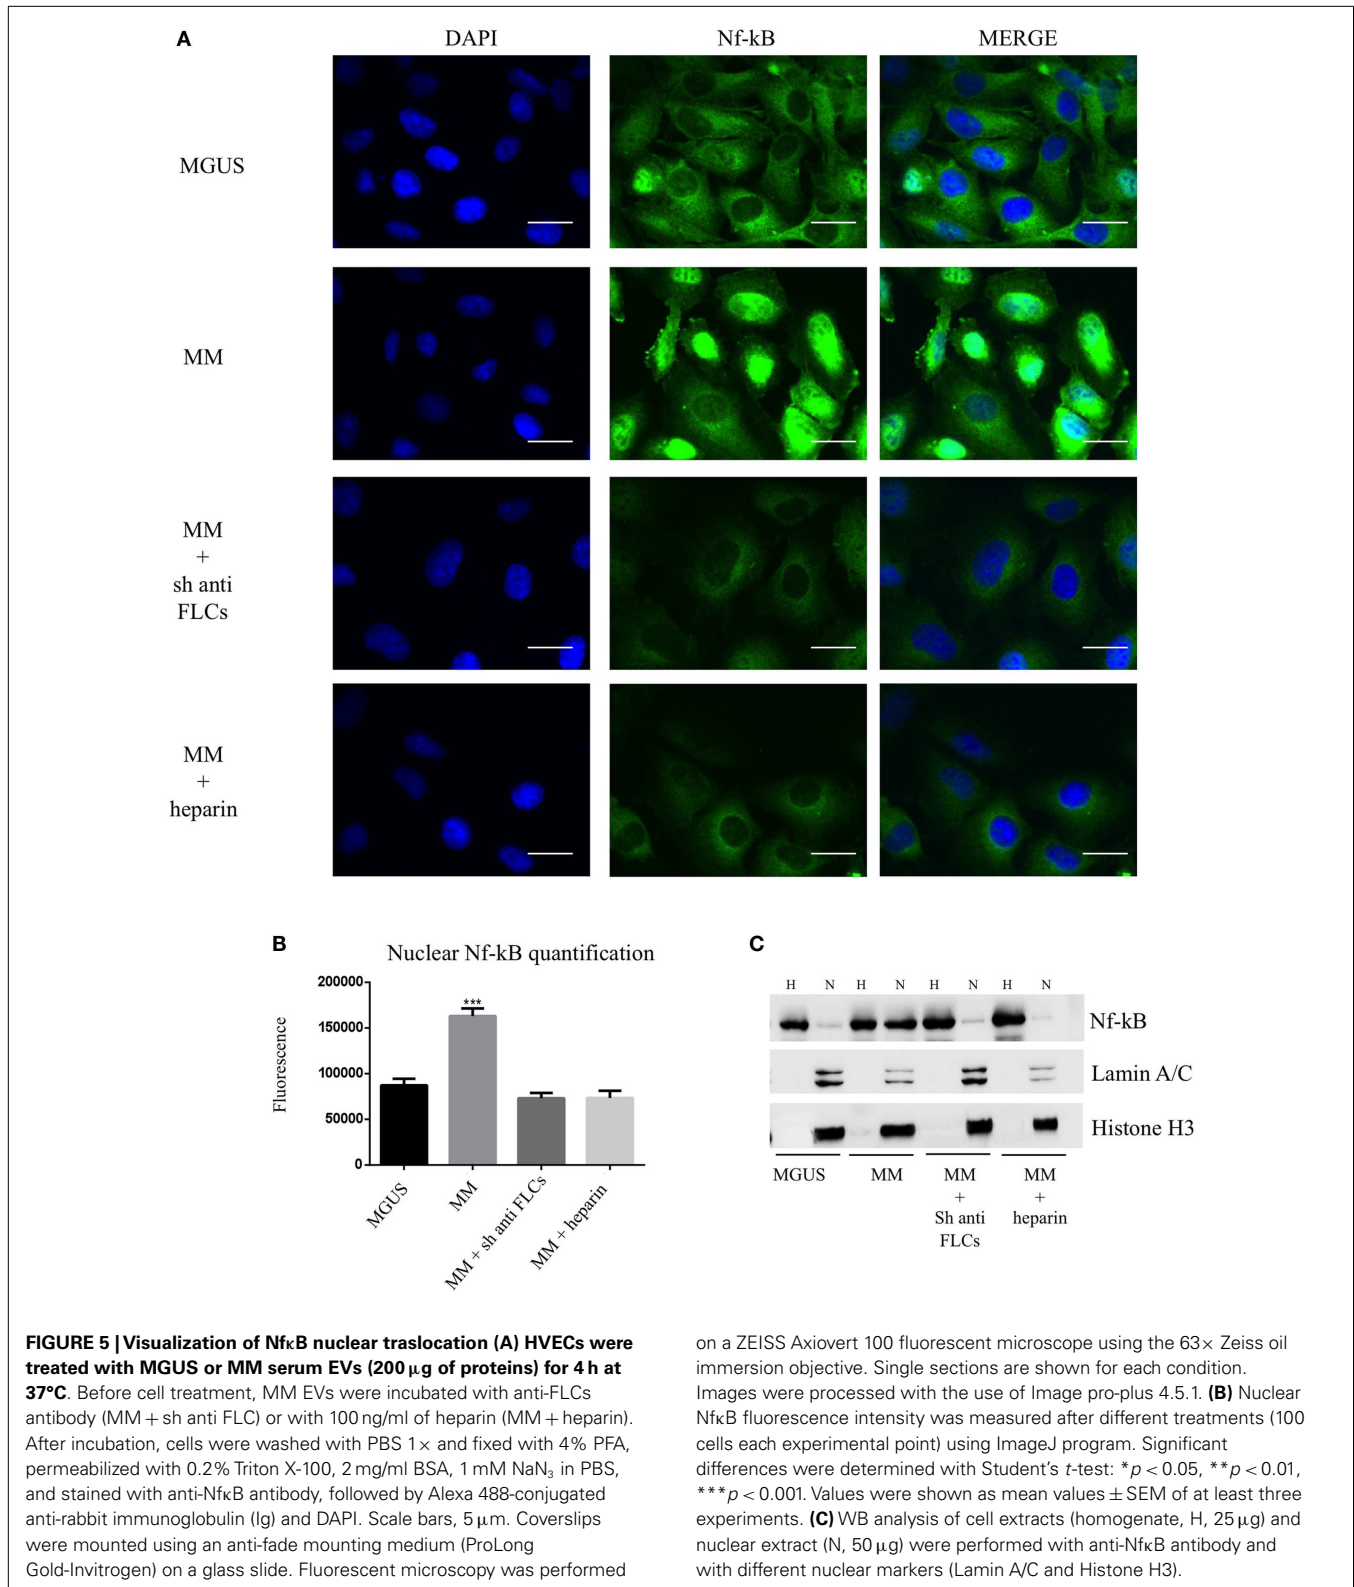 A
DAPI
Nf-kB
MERGE
MGUS
MM
MM
+
sh anti
FLCs
MM
+
heparin
B
Nuclear Nf-kB quantification
Fluorescence
200000
150000
100000
50000
0
***
MGUS
MM
MM + sh anti FLCs
MM + heparin
C
H N H N H N H N
Nf-kB
Lamin A/C
Histone H3
MGUS
MM
MM
+
Sh anti
FLCs
MM
+
heparin
FIGURE 5 | Visualization of NfκB nuclear traslocation (A) HVECs were
treated with MGUS or MM serum EVs (200 μg of proteins) for 4 h at
37°C. Before cell treatment, MM EVs were incubated with anti-FLCs
antibody (MM + sh anti FLC) or with 100 ng/ml of heparin (MM + heparin).
After incubation, cells were washed with PBS 1× and fixed with 4% PFA,
permeabilized with 0.2% Triton X-100, 2 mg/ml BSA, 1 mM NaN₃ in PBS,
and stained with anti-NfκB antibody, followed by Alexa 488-conjugated
anti-rabbit immunoglobulin (Ig) and DAPI. Scale bars, 5 μm. Coverslips
were mounted using an anti-fade mounting medium (ProLong
Gold-Invitrogen) on a glass slide. Fluorescent microscopy was performed
on a ZEISS Axiovert 100 fluorescent microscope using the 63× Zeiss oil
immersion objective. Single sections are shown for each condition.
Images were processed with the use of Image pro-plus 4.5.1. (B) Nuclear
NfκB fluorescence intensity was measured after different treatments (100
cells each experimental point) using ImageJ program. Significant
differences were determined with Student's t-test: *p < 0.05, **p < 0.01,
***p < 0.001. Values were shown as mean values ± SEM of at least three
experiments. (C) WB analysis of cell extracts (homogenate, H, 25 μg) and
nuclear extract (N, 50 μg) were performed with anti-NfκB antibody and
with different nuclear markers (Lamin A/C and Histone H3).